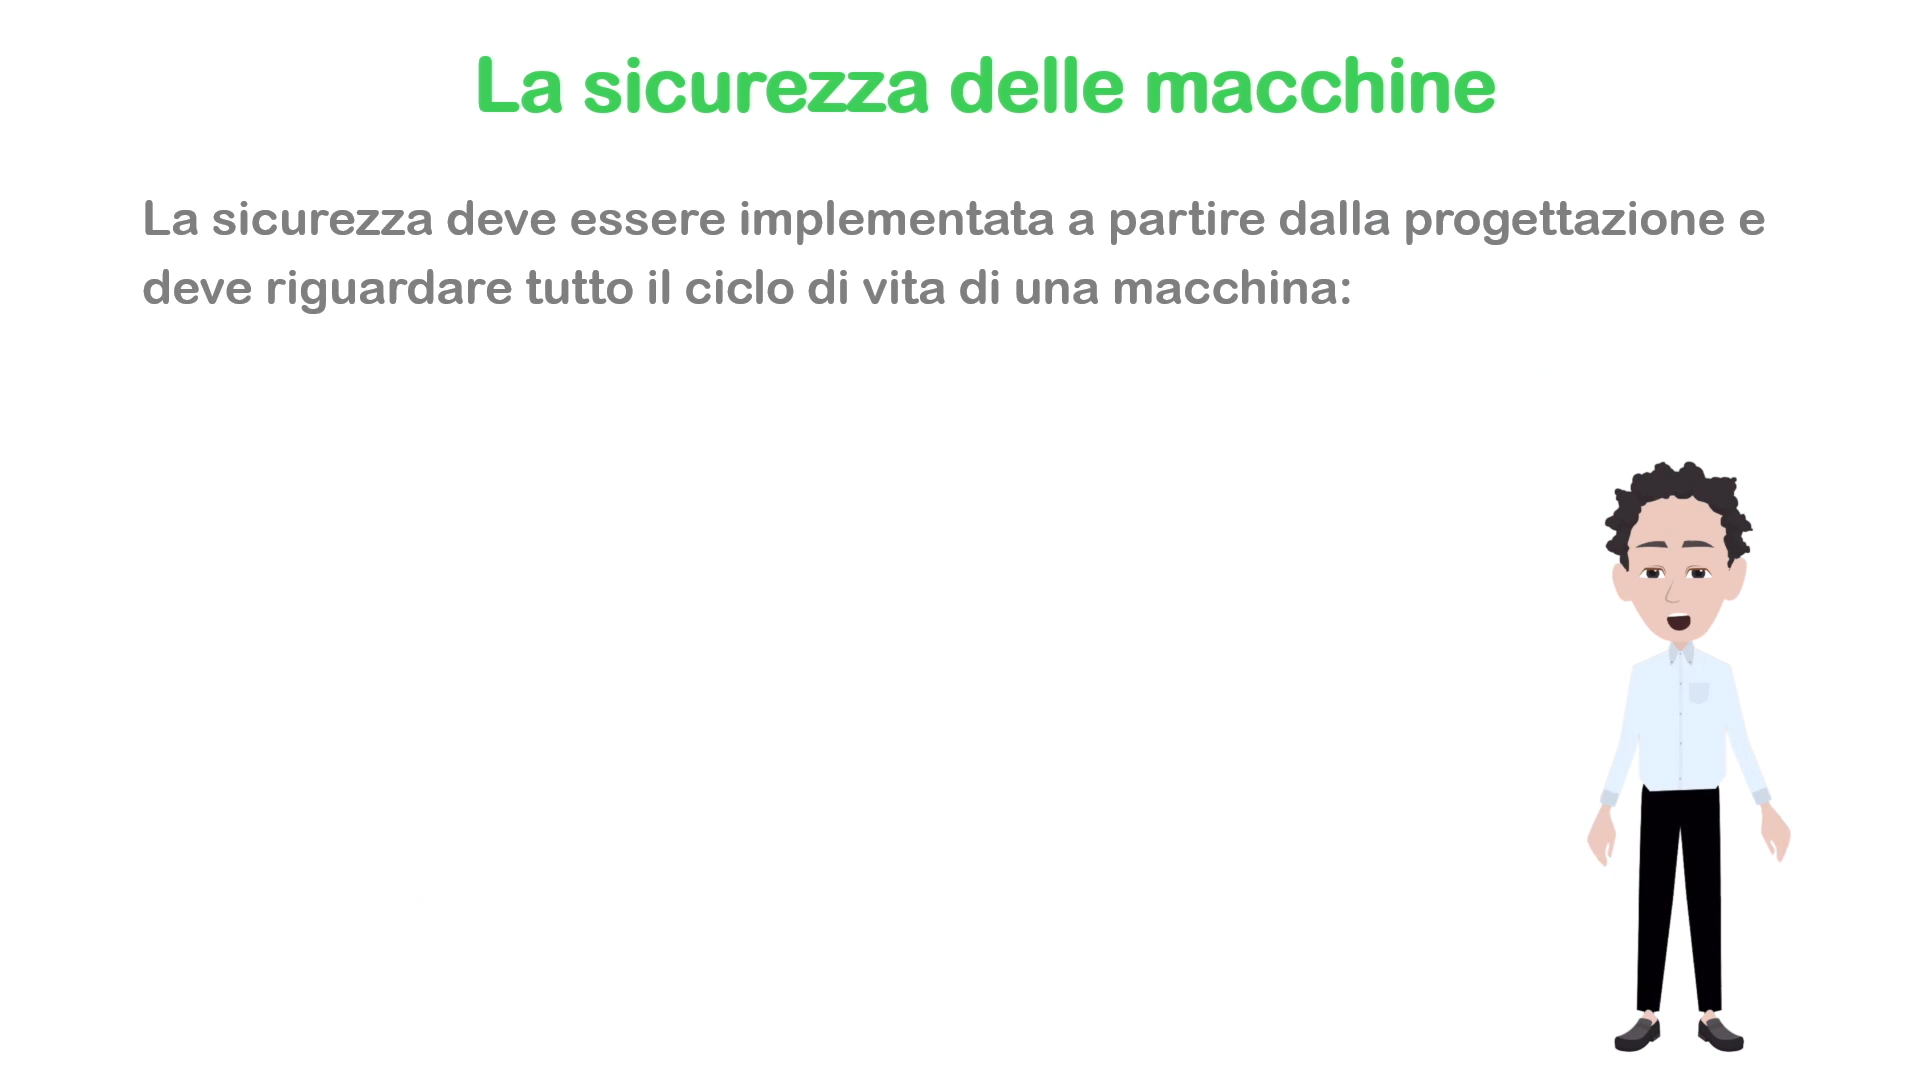 La sicurezza delle macchine
La sicurezza deve essere implementata a partire dalla progettazione e
deve riguardare tutto il ciclo di vita di una macchina: